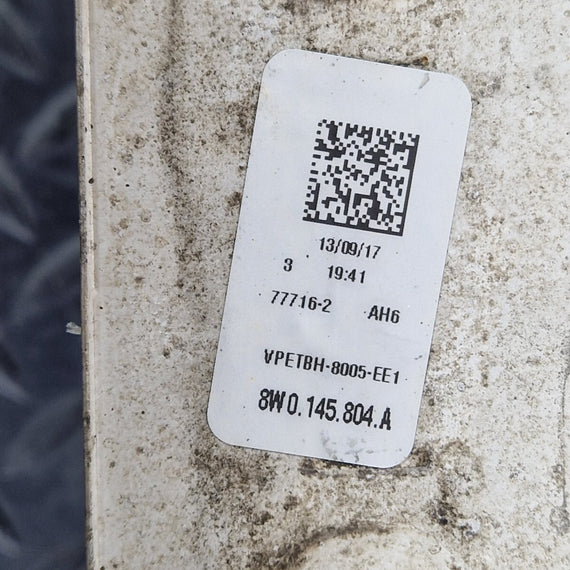 13/09/17
3 19:41
77716-2 AH6
VPETBH-8005-EE1
8W0.145.804.A